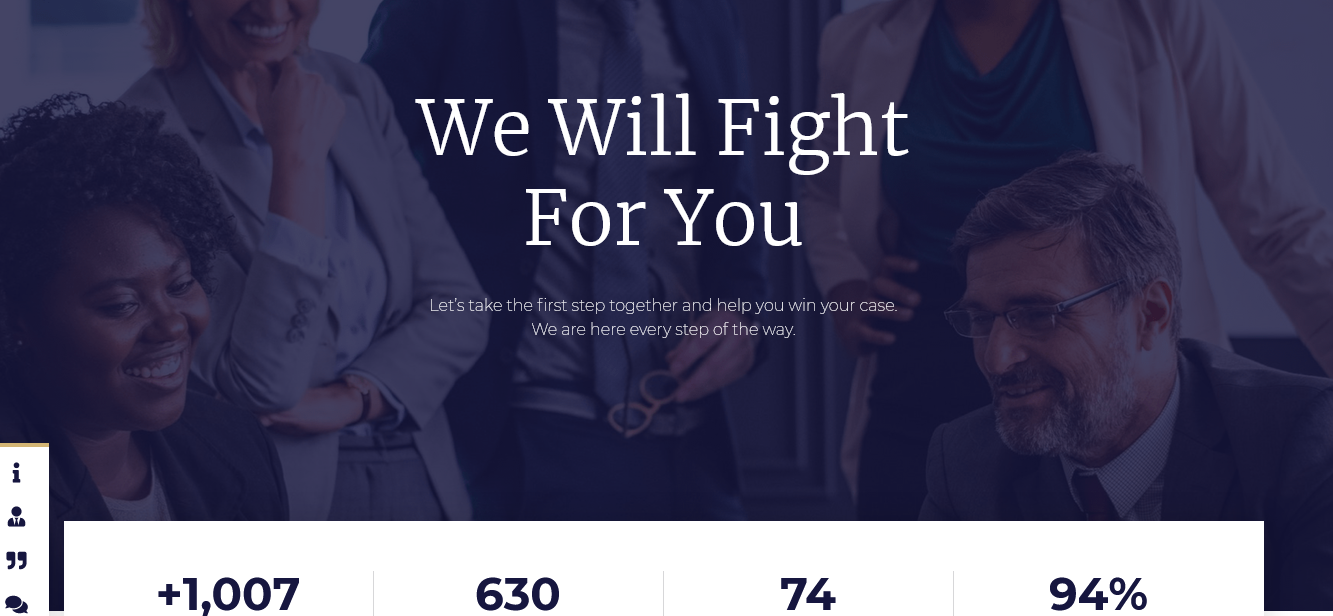 We Will Fight
For You
Let's take the first step together and help you win your case.
We are here every step of the way.
+1,007 630 74 94%